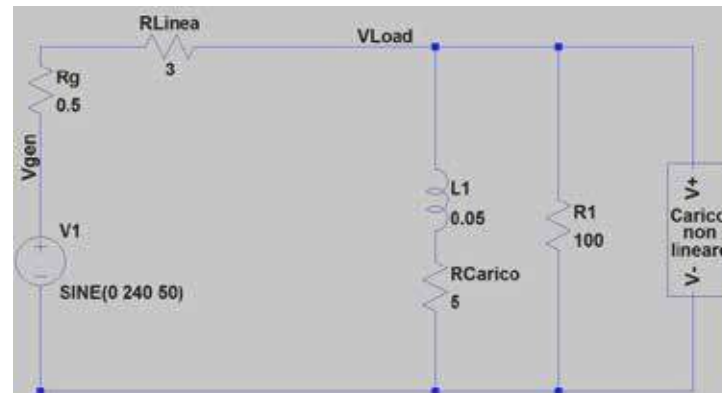 RLinea
3
VLoad
Rg
0.5
Vgen
V1
SINE(0 240 50)
L1
0.05
RCarico
5
R1
100
V+
Carico
non
lineare
V-